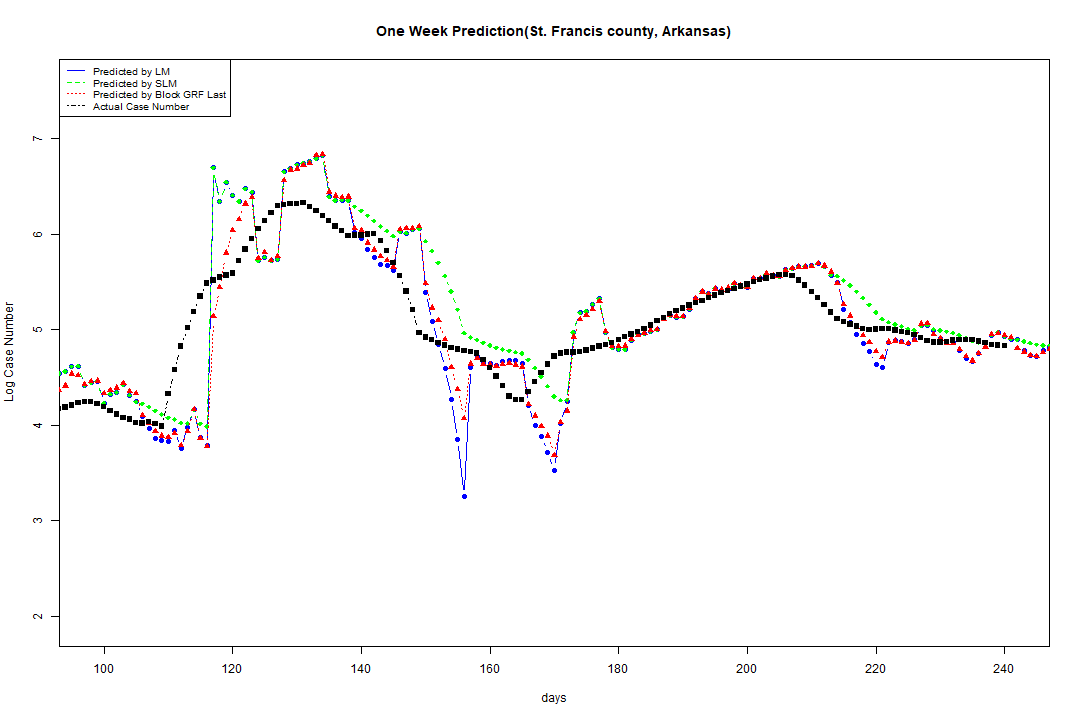 One Week Prediction(St. Francis county, Arkansas)
Predicted by LM
Predicted by SLM
Predicted by Block GRF Last
Actual Case Number
7
6
5
4
3
2
Log Case Number
100 120 140 160 180 200 220 240
days